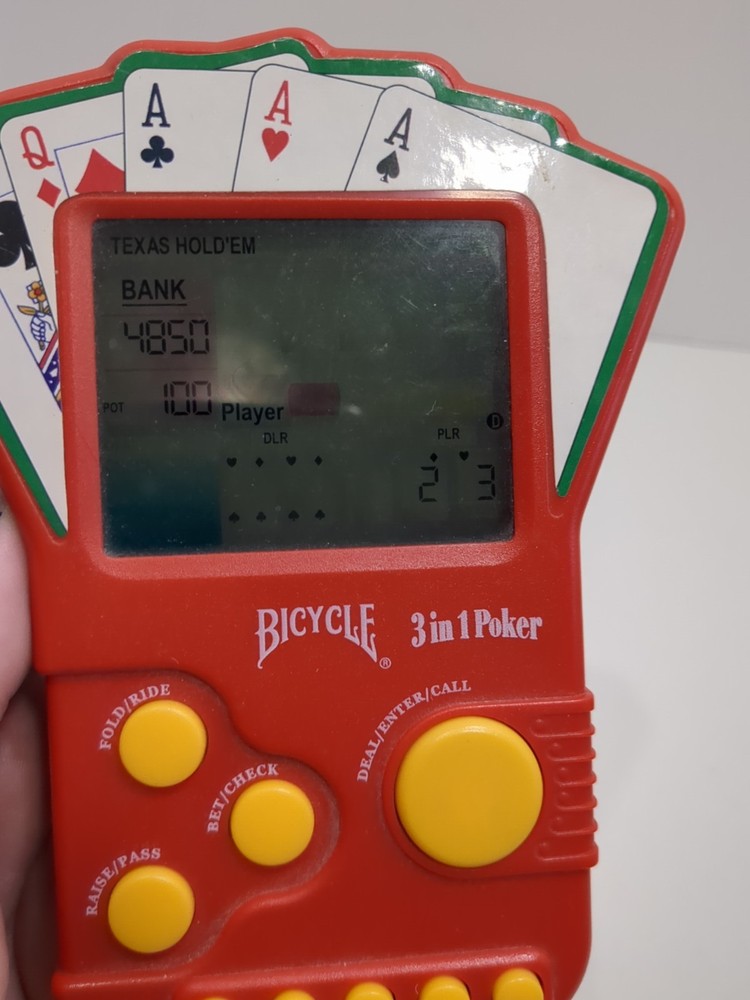 Q
A
A
A
TEXAS HOLD'EM
BANK
4850
POT 100 Player
D
DLR PLR
2 3
BICYCLE® 3 in 1 Poker
FOLD/RIDE
DEAL/ENTER/CALL
BET/CHECK
RAISE/PASS